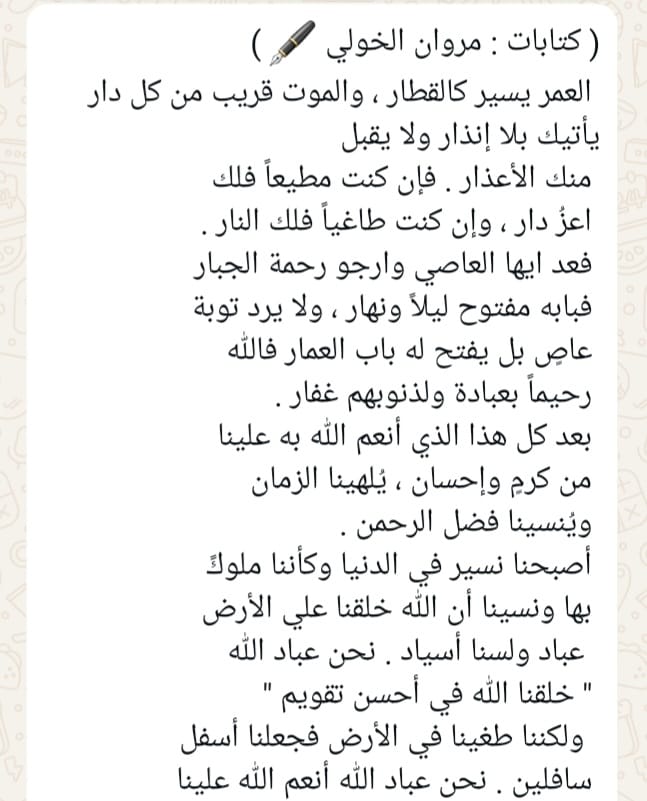 ( كتابات : مروان الخولي 🖋️ )
العمر يسير كالقطار ، والموت قريب من كل دار
يأتيك بلا إنذار ولا يقبل
منك الأعذار . فإن كنت مطيعاً فلك
اعزُ دار ، وإن كنت طاغياً فلك النار .
فعد ايها العاصي وارجو رحمة الجبار
فبابه مفتوح ليلاً ونهار ، ولا يرد توبة
عاصٍ بل يفتح له باب العمار فالله
رحيماً بعبادة ولذنوبهم غفار .
بعد كل هذا الذي أنعم الله به علينا
من كرمٍ وإحسان ، يُلهينا الزمان
ويُنسينا فضل الرحمن .
أصبحنا نسير في الدنيا وكأننا ملوكً
بها ونسينا أن الله خلقنا علي الأرض
عباد ولسنا أسياد . نحن عباد الله
" خلقنا الله في أحسن تقويم "
ولكننا طغينا في الأرض فجعلنا أسفل
سافلين . نحن عباد الله أنعم الله علينا